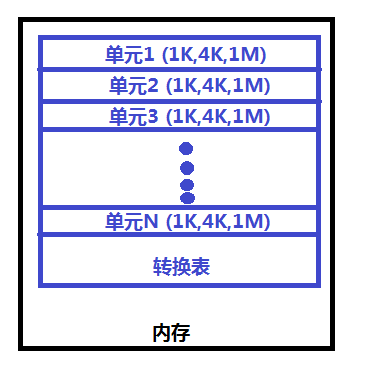 单元1 (1K,4K,1M)
单元2 (1K,4K,1M)
单元3 (1K,4K,1M)
单元N (1K,4K,1M)
转换表
内存